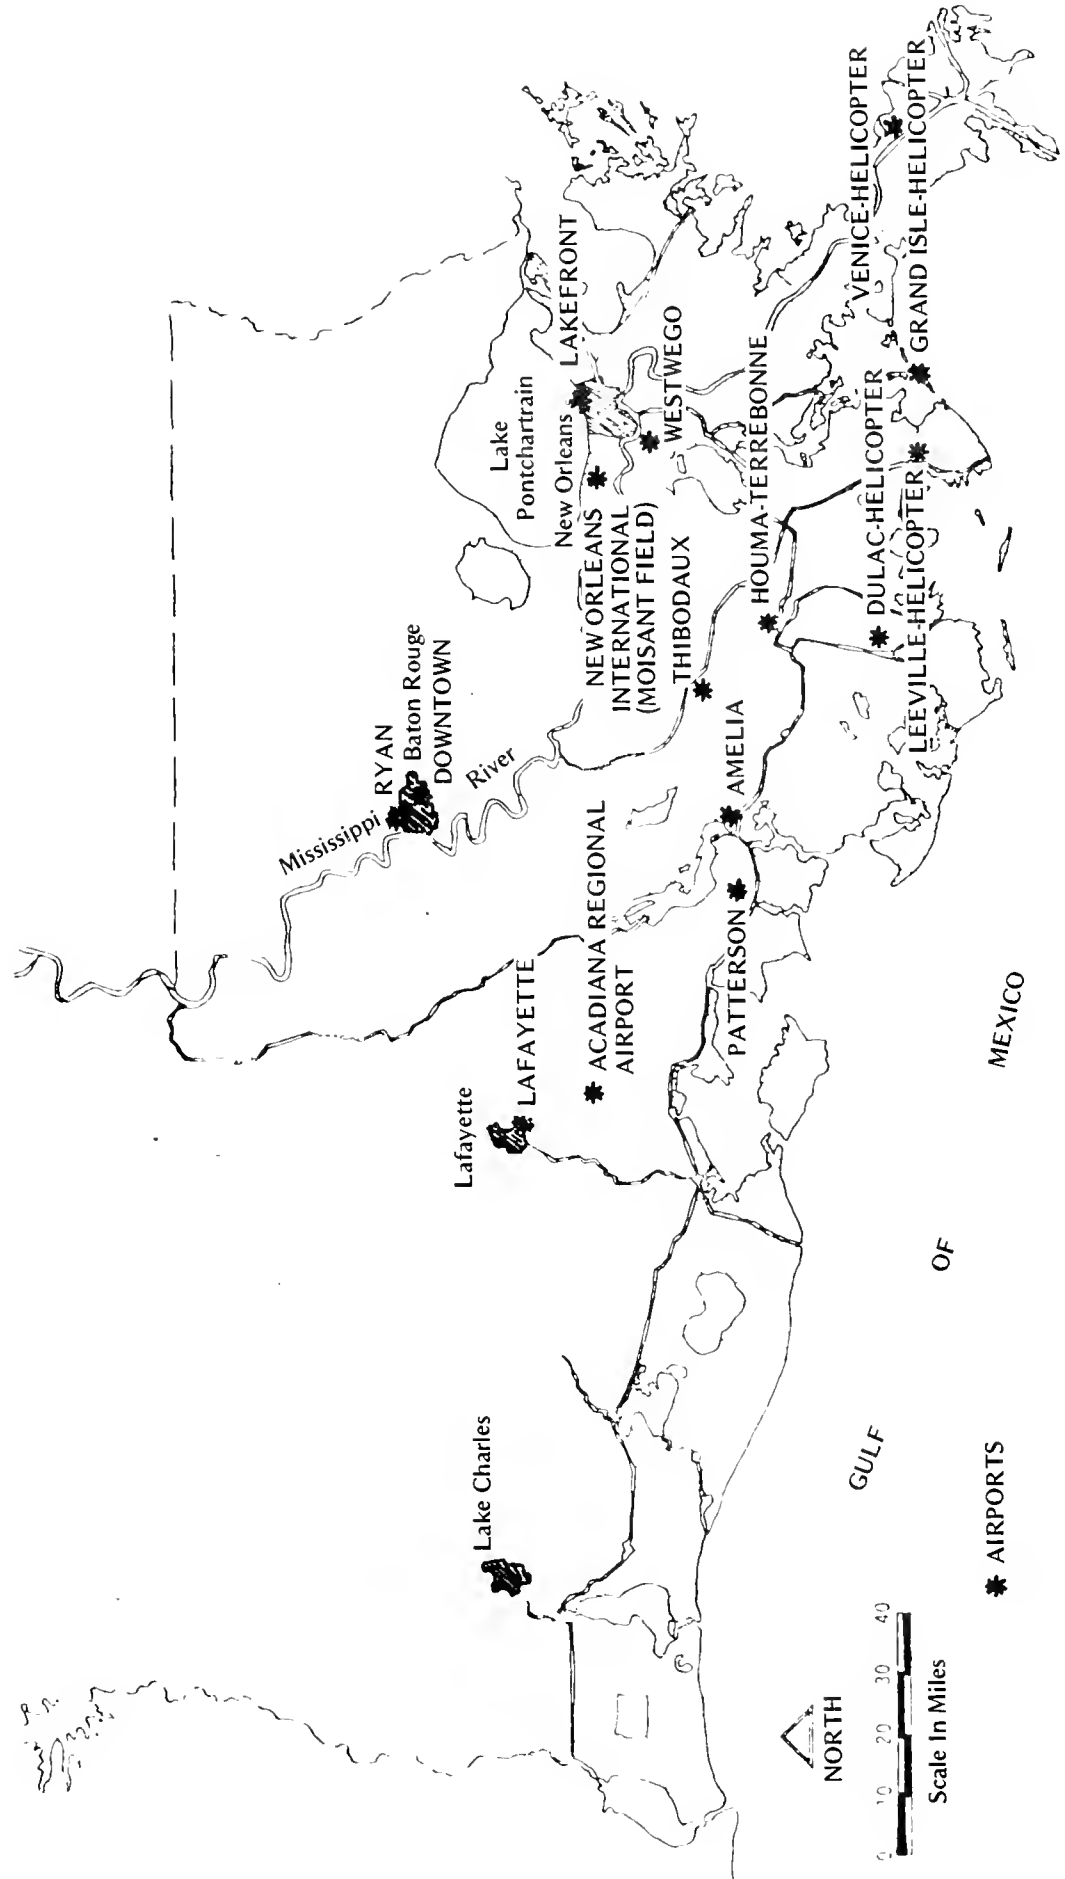 Mississippi
River
RYAN
Baton Rouge
DOWNTOWN
Lake
Pontchartrain
New Orleans
LAKEFRONT
NEW ORLEANS
INTERNATIONAL
(MOISANT FIELD)
WESTWEGO
THIBODAUX
HOUMA-TERREBONNE
VENICE-HELICOPTER
GRAND ISLE-HELICOPTER
DULAC-HELICOPTER
LEEVILLE-HELICOPTER
AMELIA
PATTERSON
ACADIANA REGIONAL
AIRPORT
Lafayette
LAFAYETTE
Lake Charles
GULF
OF
MEXICO
NORTH
0 10 20 30 40
Scale In Miles
AIRPORTS